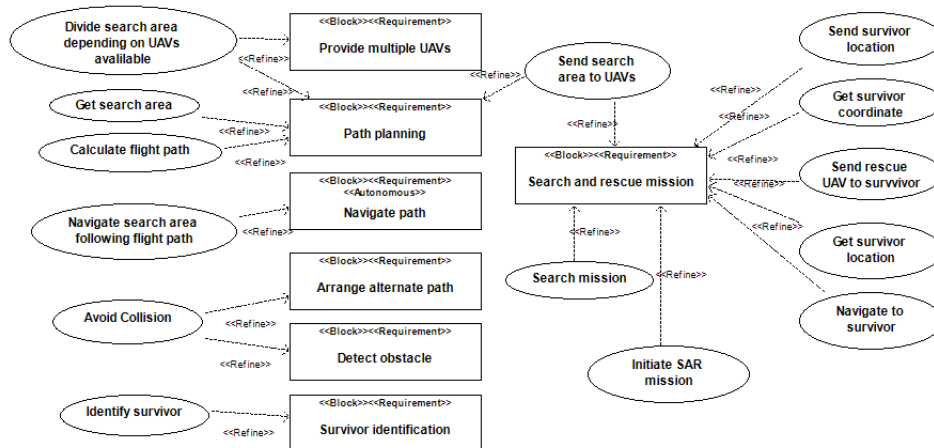 Divide search area
depending on UAVs
available
<<Block>><<Requirement>>
Provide multiple UAVs
<<Refine>>
<<Refine>>
Get search area
<<Refine>>
Calculate flight path
<<Refine>>
<<Block>><<Requirement>>
Path planning
<<Refine>>
Send search
area to UAVs
<<Refine>>
<<Block>><<Requirement>>
<<Autonomous>>
Navigate path
Navigate search area
following flight path
<<Refine>>
<<Block>><<Requirement>>
Arrange alternate path
Avoid Collision
<<Refine>>
<<Refine>>
<<Block>><<Requirement>>
Detect obstacle
Identify survivor
<<Refine>>
<<Block>><<Requirement>>
Survivor identification
<<Block>><<Requirement>>
Search and rescue mission
Send survivor
location
<<Refine>>
Get survivor
coordinate
<<Refine>>
Send rescue
UAV to survvivor
<<Refine>>
Get survivor
location
<<Refine>>
Navigate to
survivor
<<Refine>>
Search mission
<<Refine>>
Initiate SAR
mission